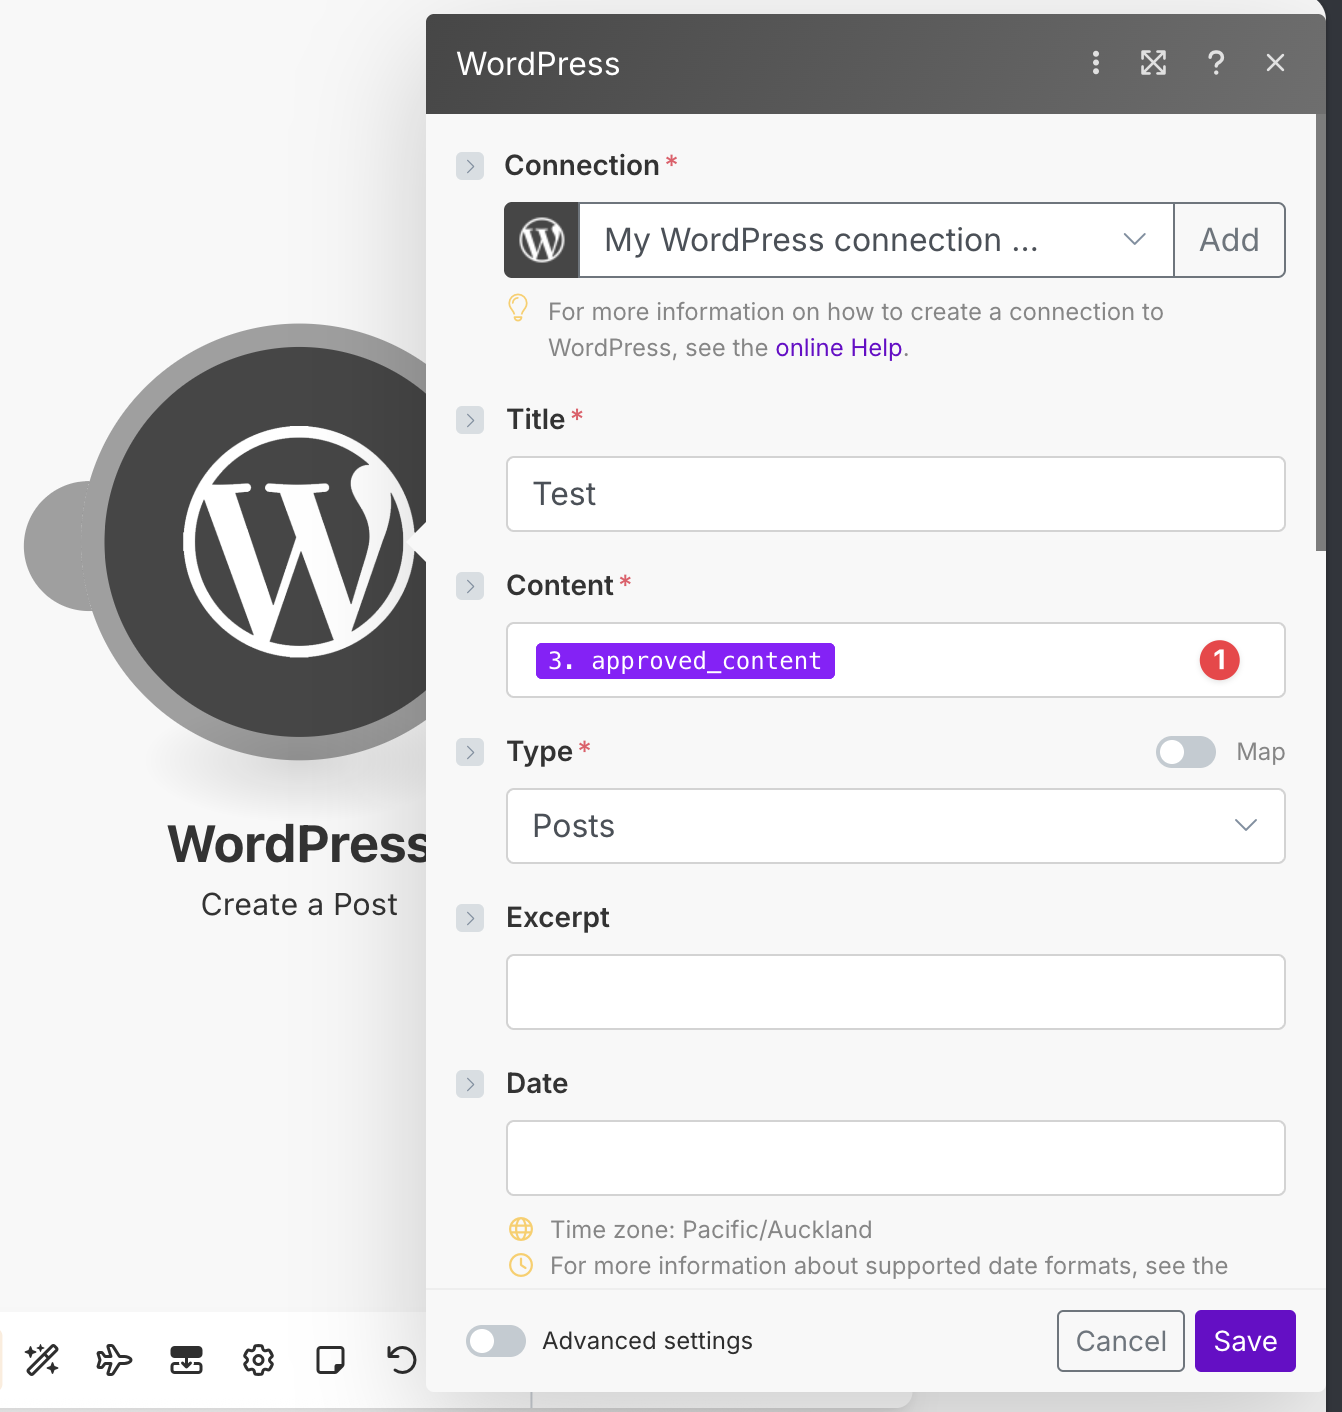 WordPress
Connection *
My WordPress connection ...
Add
For more information on how to create a connection to
WordPress, see the online Help.
Title *
Test
Content *
3. approved_content
1
Type *
Map
Posts
Excerpt
Date
Time zone: Pacific/Auckland
For more information about supported date formats, see the
Advanced settings
Cancel
Save
WordPress
Create a Post